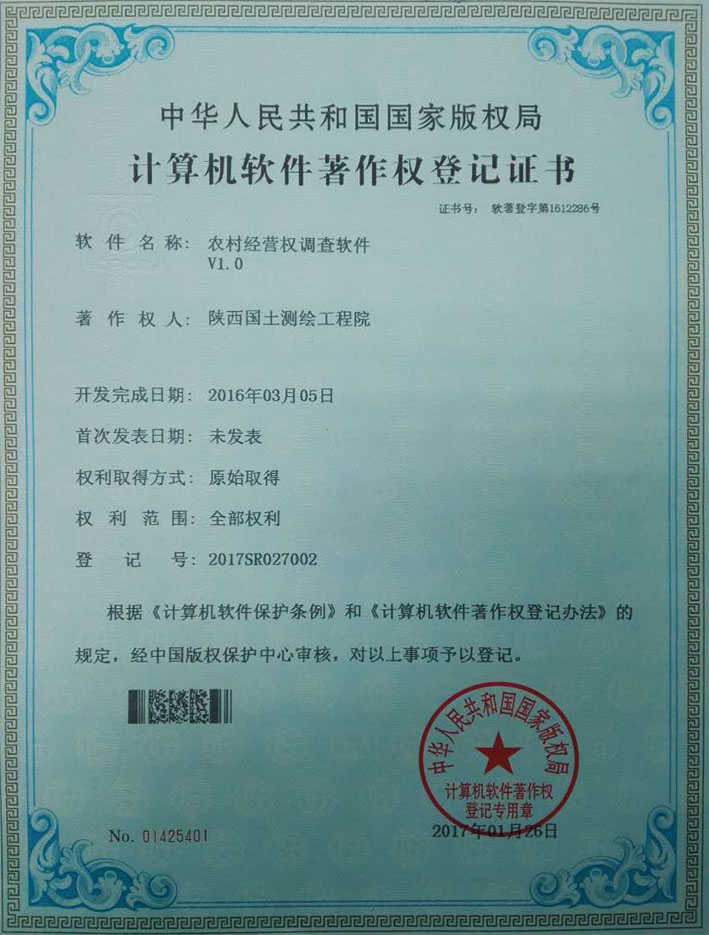 中华人民共和国国家版权局
计算机软件著作权登记证书
证书号： 软著登字第1612286号
软件名称： 农村经营权调查软件
V1.0
著作权人： 陕西国土测绘工程院
开发完成日期： 2016年03月05日
首次发表日期： 未发表
权利取得方式： 原始取得
权利范围： 全部权利
登记号： 2017SR027002
根据《计算机软件保护条例》和《计算机软件著作权登记办法》的
规定，经中国版权保护中心审核，对以上事项予以登记。
中华人民共和国国家版权局
计算机软件著作权
登记专用章
No. 01425401
2017年01月26日